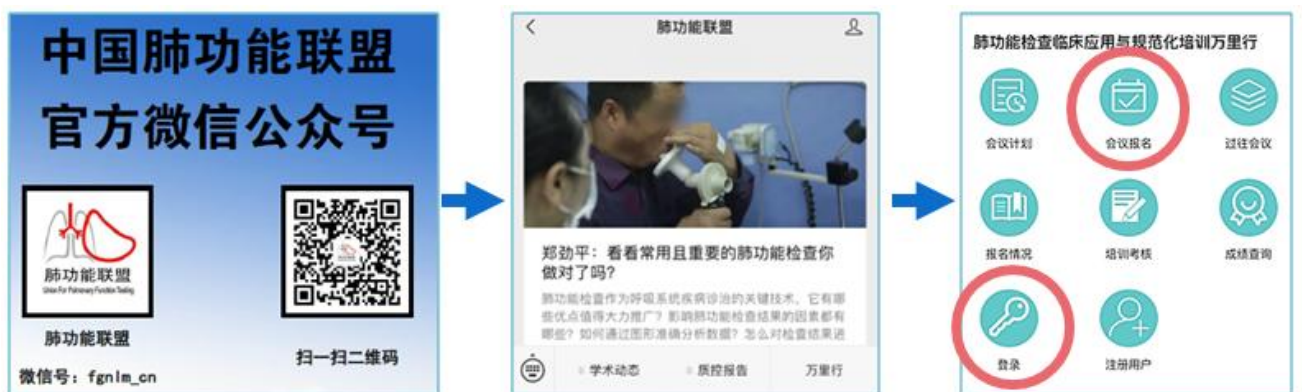 中国肺功能联盟
官方微信公众号
肺功能联盟
Union For Pulmonary Function Testing
肺功能联盟
微信号：fgnlm_cn
扫一扫二维码
肺功能联盟
郑劲平：看看常用且重要的肺功能检查你
做对了吗？
肺功能检查作为呼吸系统疾病诊治的关键技术，它有哪
些优点值得大力推广？影响肺功能检查结果的因素都有
哪些？如何通过图形准确分析数据？怎么对检查结果进
学术动态
质控报告
万里行
肺功能检查临床应用与规范化培训万里行
会议计划
会议报名
过往会议
报名情况
培训考核
成绩查询
登录
注册用户